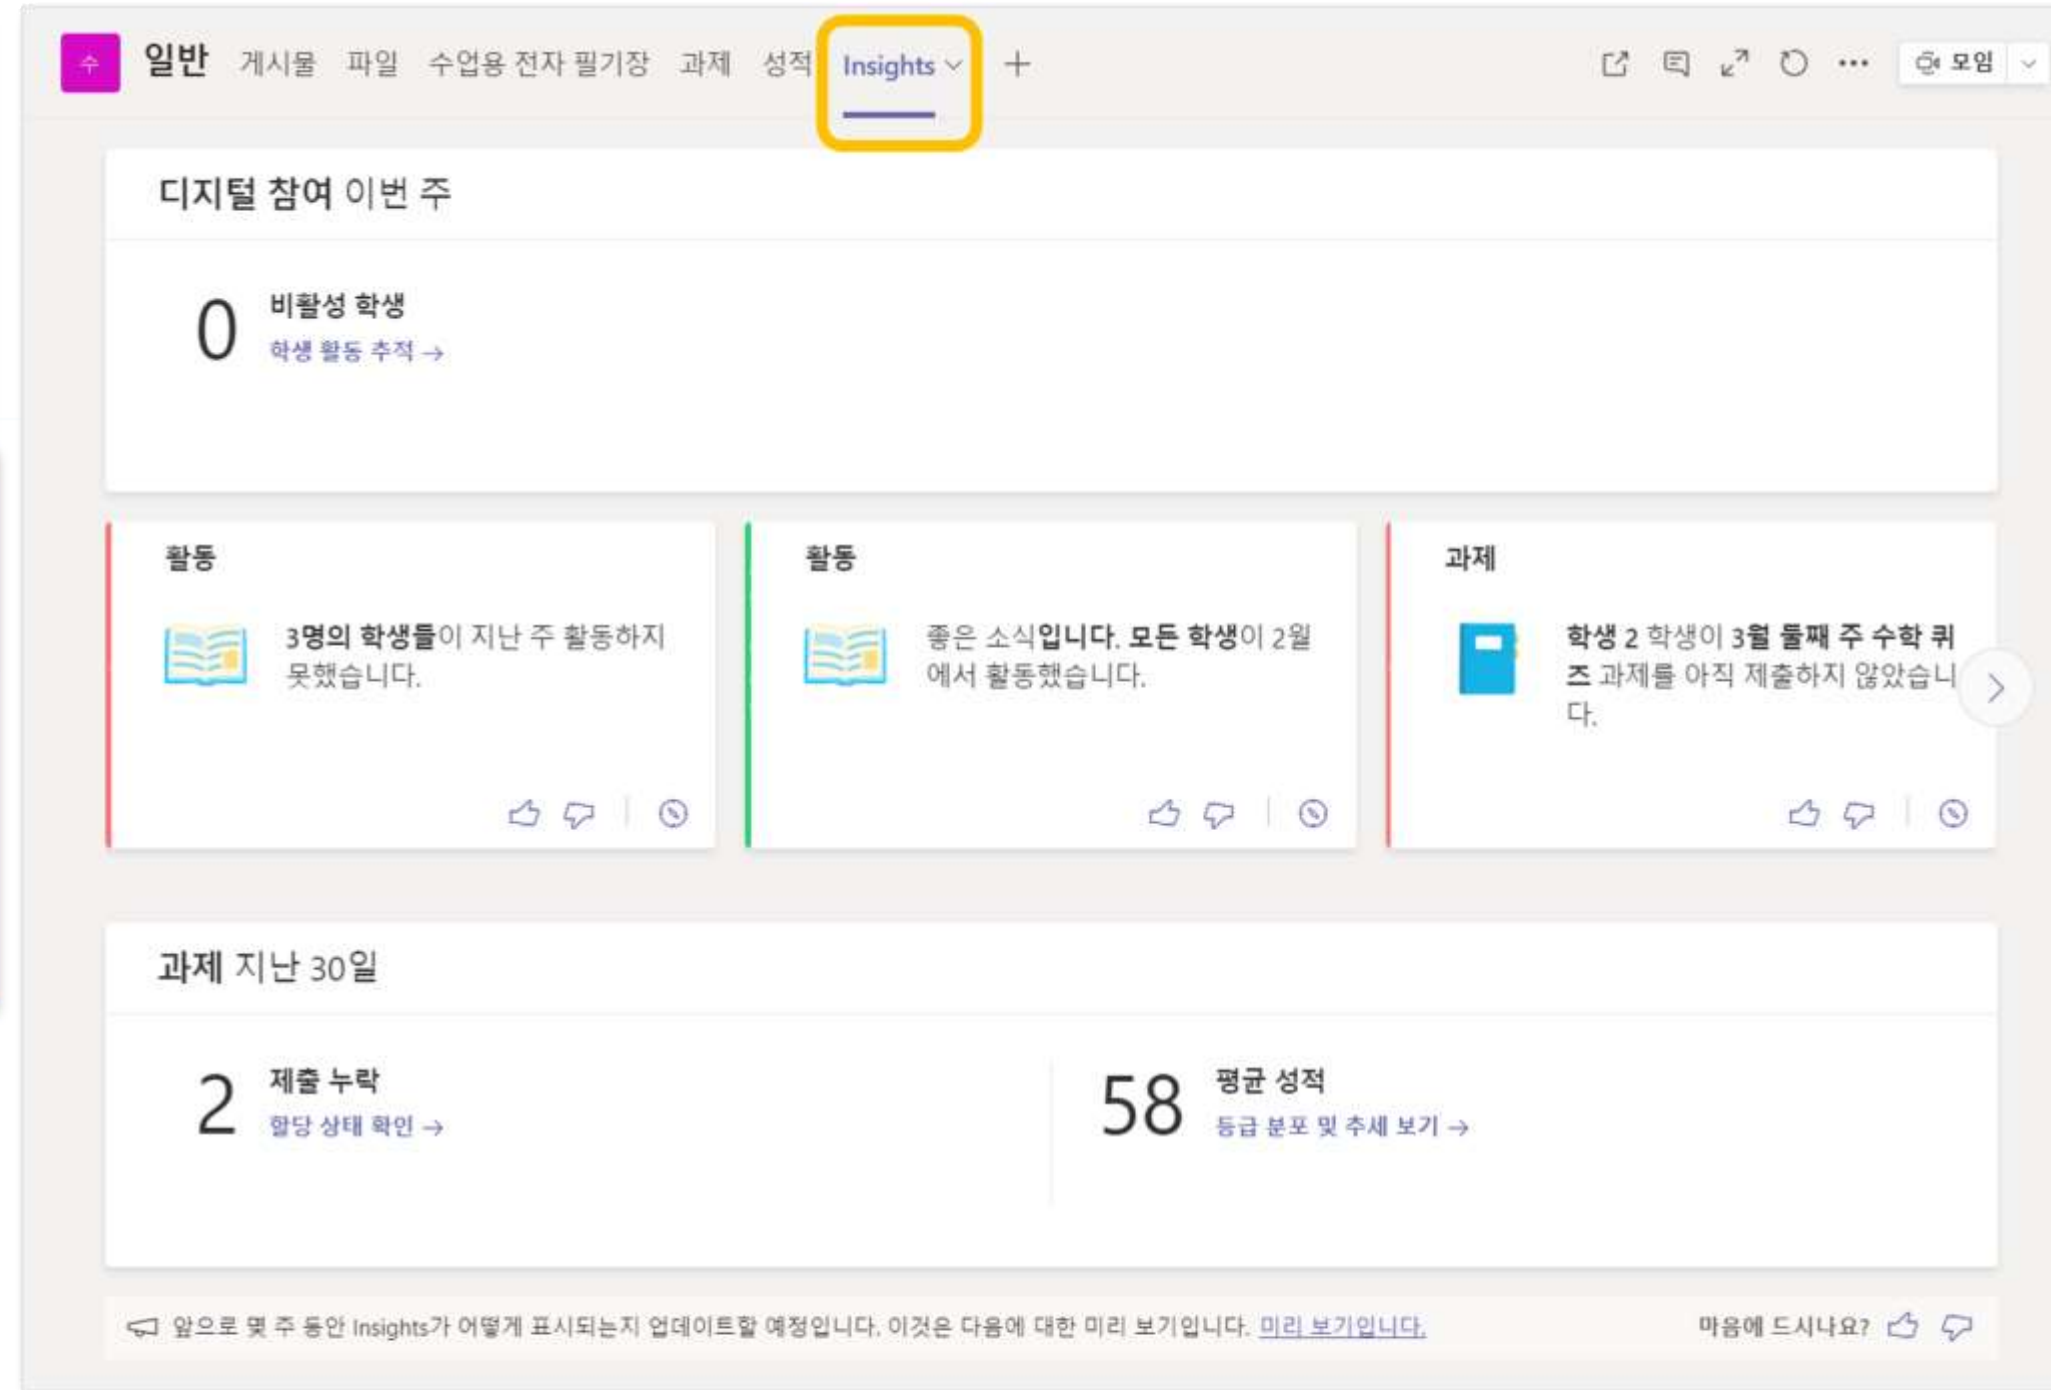 수 일반 게시물 파일 수업용 전자 필기장 과제 성적 Insights 모임
디지털 참여 이번 주
0 비활성 학생
학생 활동 추적 →
활동
3명의 학생들이 지난 주 활동하지
못했습니다.
활동
좋은 소식입니다. 모든 학생이 2월
에서 활동했습니다.
과제
학생 2 학생이 3월 둘째 주 수학 퀴
즈 과제를 아직 제출하지 않았습니
다.
과제 지난 30일
2 제출 누락
할당 상태 확인 →
58 평균 성적
등급 분포 및 추세 보기 →
앞으로 몇 주 동안 Insights가 어떻게 표시되는지 업데이트할 예정입니다. 이것은 다음에 대한 미리 보기입니다. 미리 보기입니다. 마음에 드시나요?